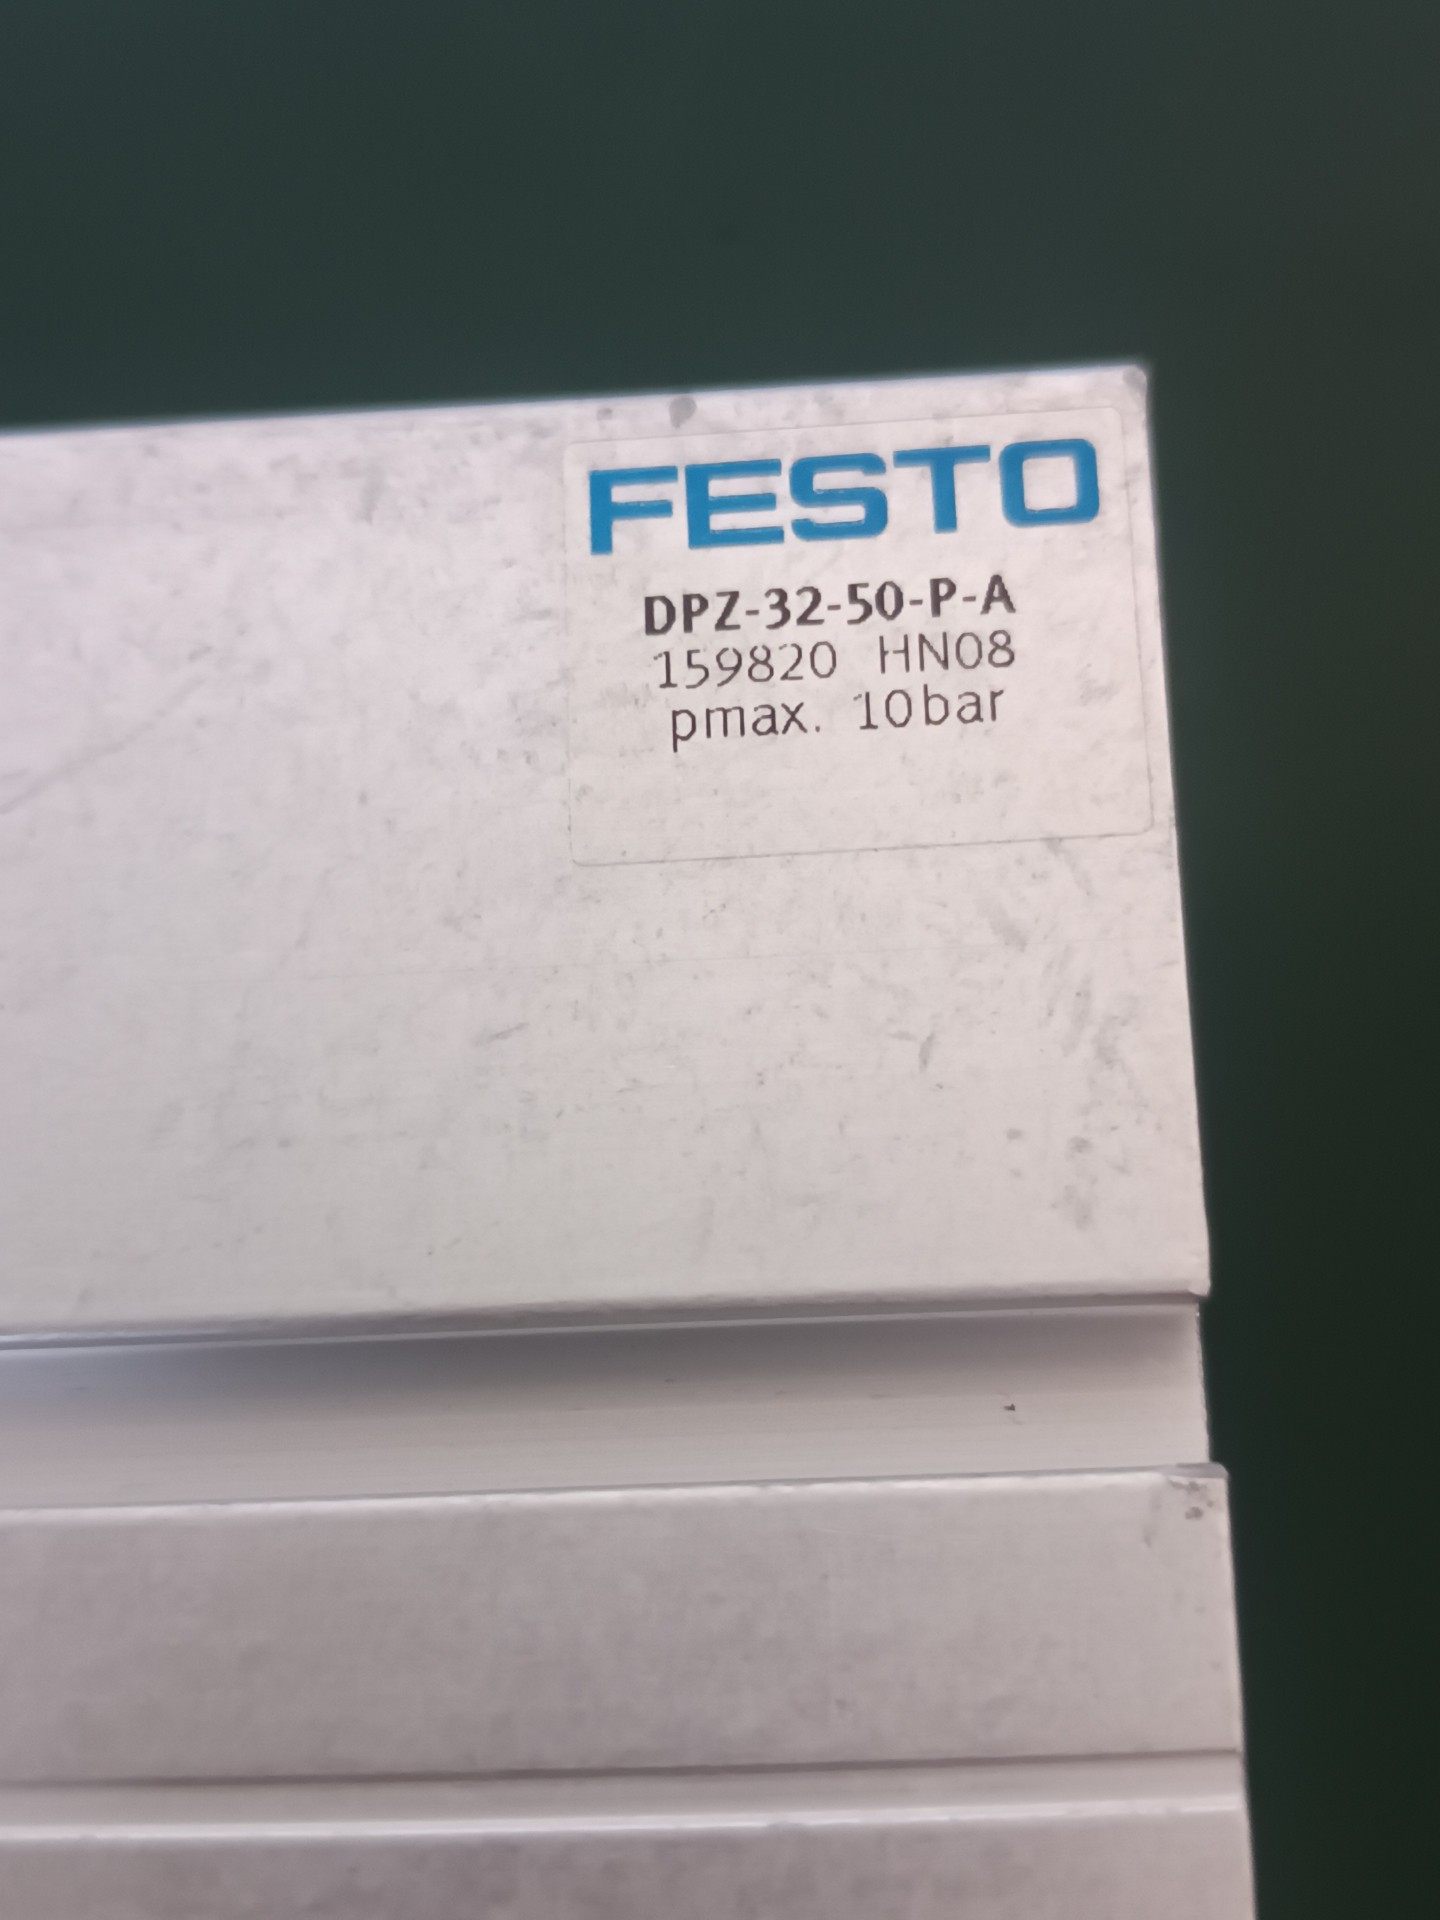 FESTO
DPZ-32-50-P-A
159820 HN08
pmax. 10bar